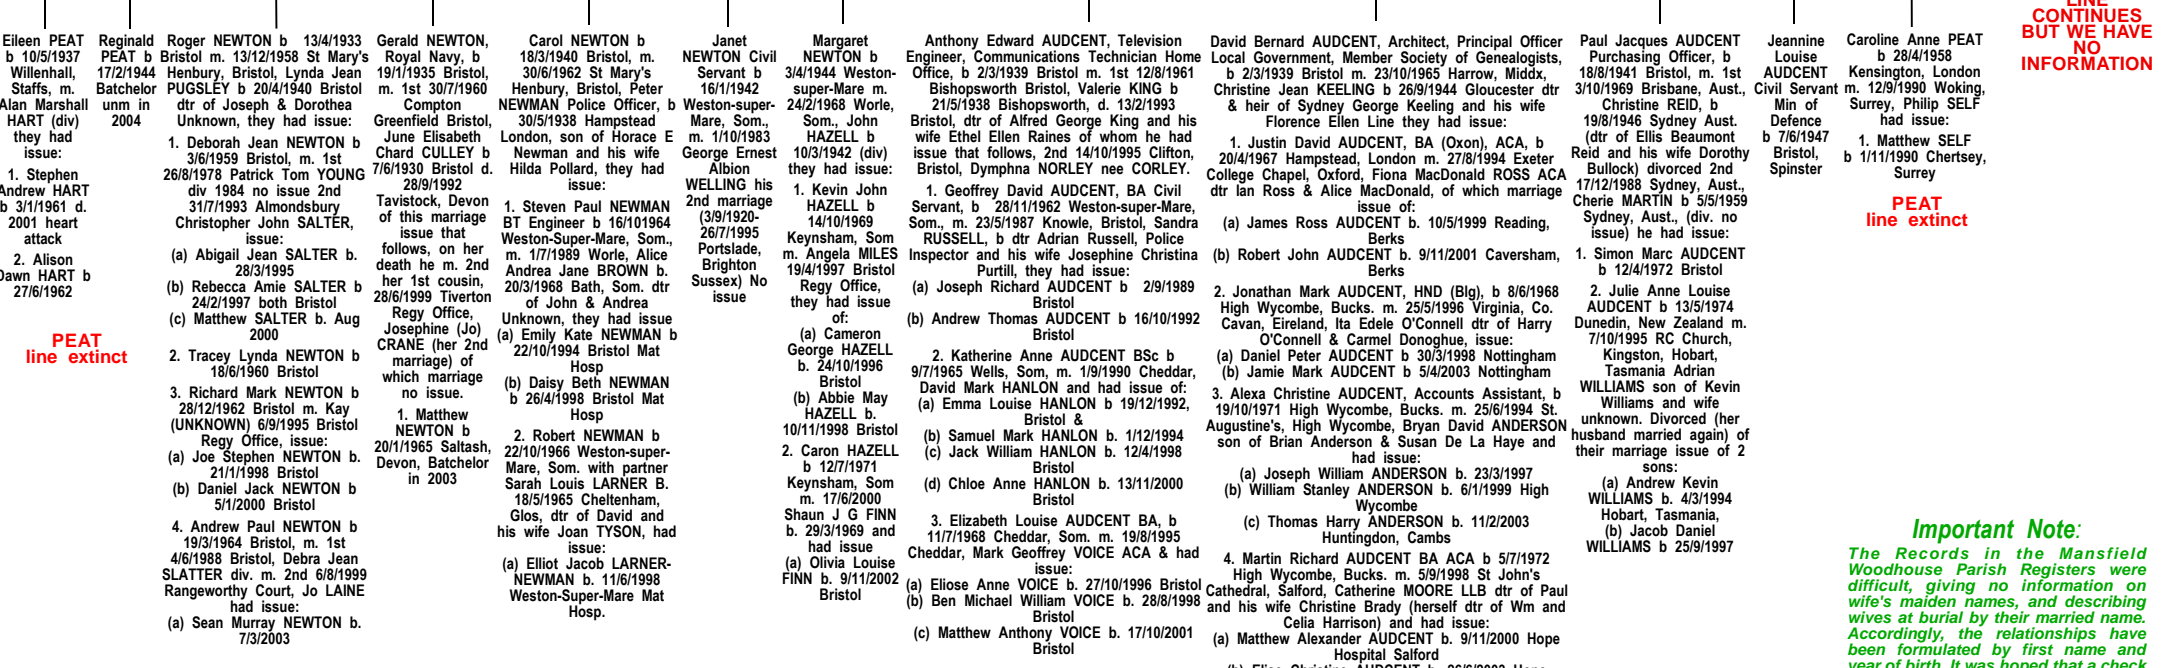 Eileen PEAT
b 10/5/1937
Willenhall,
Staffs, m.
Alan Marshall
HART (div)
they had
issue:
1. Stephen
Andrew HART
b 3/1/1961 d.
2001 heart
attack
2. Alison
Dawn HART b
27/6/1962
PEAT
line extinct
Reginald
PEAT b
17/2/1944
Batchelor
unm in
2004
Roger NEWTON b 13/4/1933
Bristol m. 13/12/1958 St Mary's
Henbury, Bristol, Lynda Jean
PUGSLEY b 20/4/1940 Bristol
dtr of Joseph & Dorothea
Unknown, they had issue:
1. Deborah Jean NEWTON b
3/6/1959 Bristol, m. 1st
26/8/1978 Patrick Tom YOUNG
div 1984 no issue 2nd
31/7/1993 Almondsbury
Christopher John SALTER,
issue:
(a) Abigail Jean SALTER b.
28/3/1995
(b) Rebecca Amie SALTER b
24/2/1997 both Bristol
(c) Matthew SALTER b. Aug
2000
2. Tracey Lynda NEWTON b
18/6/1960 Bristol
3. Richard Mark NEWTON b
28/12/1962 Bristol m. Kay
(UNKNOWN) 6/9/1995 Bristol
Regy Office, issue:
(a) Joe Stephen NEWTON b.
21/1/1998 Bristol
(b) Daniel Jack NEWTON b
5/1/2000 Bristol
4. Andrew Paul NEWTON b
19/3/1964 Bristol, m. 1st
4/6/1988 Bristol, Debra Jean
SLATTER div. m. 2nd 6/8/1999
Rangeworthy Court, Jo LAINE
had issue:
(a) Sean Murray NEWTON b.
7/3/2003
Gerald NEWTON,
Royal Navy, b
19/1/1935 Bristol,
m. 1st 30/7/1960
Compton
Greenfield Bristol,
June Elisabeth
Chard CULLEY b
7/6/1930 Bristol d.
28/9/1992
Tavistock, Devon
of this marriage
issue that
follows, on her
death he m. 2nd
her 1st cousin,
28/6/1999 Tiverton
Regy Office,
Josephine (Jo)
CRANE (her 2nd
marriage) of
which marriage
no issue.
1. Matthew
NEWTON b
20/1/1965 Saltash,
Devon, Batchelor
in 2003
Carol NEWTON b
18/3/1940 Bristol, m.
30/6/1962 St Mary's
Henbury, Bristol, Peter
NEWMAN Police Officer, b
30/5/1938 Hampstead
London, son of Horace E
Newman and his wife
Hilda Pollard, they had
issue:
1. Steven Paul NEWMAN
BT Engineer b 16/101964
Weston-Super-Mare, Som.,
m. 1/7/1989 Worle, Alice
Andrea Jane BROWN b.
20/3/1968 Bath, Som. dtr
of John & Andrea
Unknown, they had issue
(a) Emily Kate NEWMAN b
22/10/1994 Bristol Mat
Hosp
(b) Daisy Beth NEWMAN
b 26/4/1998 Bristol Mat
Hosp
2. Robert NEWMAN b
22/10/1966 Weston-super-
Mare, Som. with partner
Sarah Louis LARNER B.
18/5/1965 Cheltenham,
Glos, dtr of David and
his wife Joan TYSON, had
issue:
(a) Elliot Jacob LARNER-
NEWMAN b. 11/6/1998
Weston-Super-Mare Mat
Hosp.
Janet
NEWTON Civil
Servant b
16/1/1942
Weston-super-
Mare, Som.,
m. 1/10/1983
George Ernest
Albion
WELLING his
2nd marriage
(3/9/1920-
26/7/1995
Portslade,
Brighton
Sussex) No
issue
Margaret
NEWTON b
3/4/1944 Weston-
super-Mare m.
24/2/1968 Worle,
Som., John
HAZELL b
10/3/1942 (div)
they had issue:
1. Kevin John
HAZELL b
14/10/1969
Keynsham, Som
m. Angela MILES
19/4/1997 Bristol
Regy Office,
they had issue
of:
(a) Cameron
George HAZELL
b. 24/10/1996
Bristol
(b) Abbie May
HAZELL b.
10/11/1998 Bristol
2. Caron HAZELL
b 12/7/1971
Keynsham, Som
m. 17/6/2000
Shaun J G FINN
b. 29/3/1969 and
had issue
(a) Olivia Louise
FINN b. 9/11/2002
Bristol
Anthony Edward AUDCENT, Television
Engineer, Communications Technician Home
Office, b 2/3/1939 Bristol m. 1st 12/8/1961
Bishopsworth Bristol, Valerie KING b
21/5/1938 Bishopsworth, d. 13/2/1993
Bristol, dtr of Alfred George King and his
wife Ethel Ellen Raines of whom he had
issue that follows, 2nd 14/10/1995 Clifton,
Bristol, Dymphna NORLEY nee CORLEY.
1. Geoffrey David AUDCENT, BA Civil
Servant, b 28/11/1962 Weston-super-Mare,
Som., m. 23/5/1987 Knowle, Bristol, Sandra
RUSSELL, b dtr Adrian Russell, Police
Inspector and his wife Josephine Christina
Purtill, they had issue:
(a) Joseph Richard AUDCENT b 2/9/1989
Bristol
(b) Andrew Thomas AUDCENT b 16/10/1992
Bristol
2. Katherine Anne AUDCENT BSc b
9/7/1965 Wells, Som, m. 1/9/1990 Cheddar,
David Mark HANLON and had issue of:
(a) Emma Louise HANLON b 19/12/1992,
Bristol &
(b) Samuel Mark HANLON b. 1/12/1994
(c) Jack William HANLON b. 12/4/1998
Bristol
(d) Chloe Anne HANLON b. 13/11/2000
Bristol
3. Elizabeth Louise AUDCENT BA, b
11/7/1968 Cheddar, Som. m. 19/8/1995
Cheddar, Mark Geoffrey VOICE ACA & had
issue:
(a) Eliose Anne VOICE b. 27/10/1996 Bristol
(b) Ben Michael William VOICE b. 28/8/1998
Bristol
(c) Matthew Anthony VOICE b. 17/10/2001
Bristol
David Bernard AUDCENT, Architect, Principal Officer
Local Government, Member Society of Genealogists,
b 2/3/1939 Bristol m. 23/10/1965 Harrow, Middx,
Christine Jean KEELING b 26/9/1944 Gloucester dtr
& heir of Sydney George Keeling and his wife
Florence Ellen Line they had issue:
1. Justin David AUDCENT, BA (Oxon), ACA, b
20/4/1967 Hampstead, London m. 27/8/1994 Exeter
College Chapel, Oxford, Fiona MacDonald ROSS ACA
dtr Ian Ross & Alice MacDonald, of which marriage
issue of:
(a) James Ross AUDCENT b. 10/5/1999 Reading,
Berks
(b) Robert John AUDCENT b. 9/11/2001 Caversham,
Berks
2. Jonathan Mark AUDCENT, HND (Blg), b 8/6/1968
High Wycombe, Bucks. m. 25/5/1996 Virginia, Co.
Cavan, Eireland, Ita Edele O'Connell dtr of Harry
O'Connell & Carmel Donoghue, issue:
(a) Daniel Peter AUDCENT b 30/3/1998 Nottingham
(b) Jamie Mark AUDCENT b 5/4/2003 Nottingham
3. Alexa Christine AUDCENT, Accounts Assistant, b
19/10/1971 High Wycombe, Bucks. m. 25/6/1994 St.
Augustine's, High Wycombe, Bryan David ANDERSON
son of Brian Anderson & Susan De La Haye and
had issue:
(a) Joseph William ANDERSON b. 23/3/1997
(b) William Stanley ANDERSON b. 6/1/1999 High
Wycombe
(c) Thomas Harry ANDERSON b. 11/2/2003
Huntingdon, Cambs
4. Martin Richard AUDCENT BA ACA b 5/7/1972
High Wycombe, Bucks. m. 5/9/1998 St John's
Cathedral, Salford, Catherine MOORE LLB dtr of Paul
and his wife Christine Brady (herself dtr of Wm and
Celia Harrison) and had issue:
(a) Matthew Alexander AUDCENT b. 9/11/2000 Hope
Hospital Salford
Paul Jacques AUDCENT
Purchasing Officer, b
18/8/1941 Bristol, m. 1st
3/10/1969 Brisbane, Aust.,
Christine REID, b
19/8/1946 Sydney Aust.
(dtr of Ellis Beaumont
Reid and his wife Dorothy
Bullock) divorced 2nd
17/12/1988 Sydney, Aust.,
Cherie MARTIN b 5/5/1959
Sydney, Aust., (div. no
issue) he had issue:
1. Simon Marc AUDCENT
b 12/4/1972 Bristol
2. Julie Anne Louise
AUDCENT b 13/5/1974
Dunedin, New Zealand m.
7/10/1995 RC Church,
Kingston, Hobart,
Tasmania Adrian
WILLIAMS son of Kevin
Williams and wife
unknown. Divorced (her
husband married again) of
their marriage issue of 2
sons:
(a) Andrew Kevin
WILLIAMS b. 4/3/1994
Hobart, Tasmania,
(b) Jacob Daniel
WILLIAMS b 25/9/1997
Jeannine
Louise
AUDCENT
Civil Servant
Min of
Defence
b 7/6/1947
Bristol,
Spinster
Caroline Anne PEAT
b 28/4/1958
Kensington, London
m. 12/9/1990 Woking,
Surrey, Philip SELF
had issue:
1. Matthew SELF
b 1/11/1990 Chertsey,
Surrey
PEAT
line extinct
LINE
CONTINUES
BUT WE HAVE
NO
INFORMATION
Important Note:
The Records in the Mansfield
Woodhouse Parish Registers were
difficult, giving no information on
wife's maiden names, and describing
wives at burial by their married name.
Accordingly, the relationships have
been formulated by first name and
year of birth. It was hoped that a check